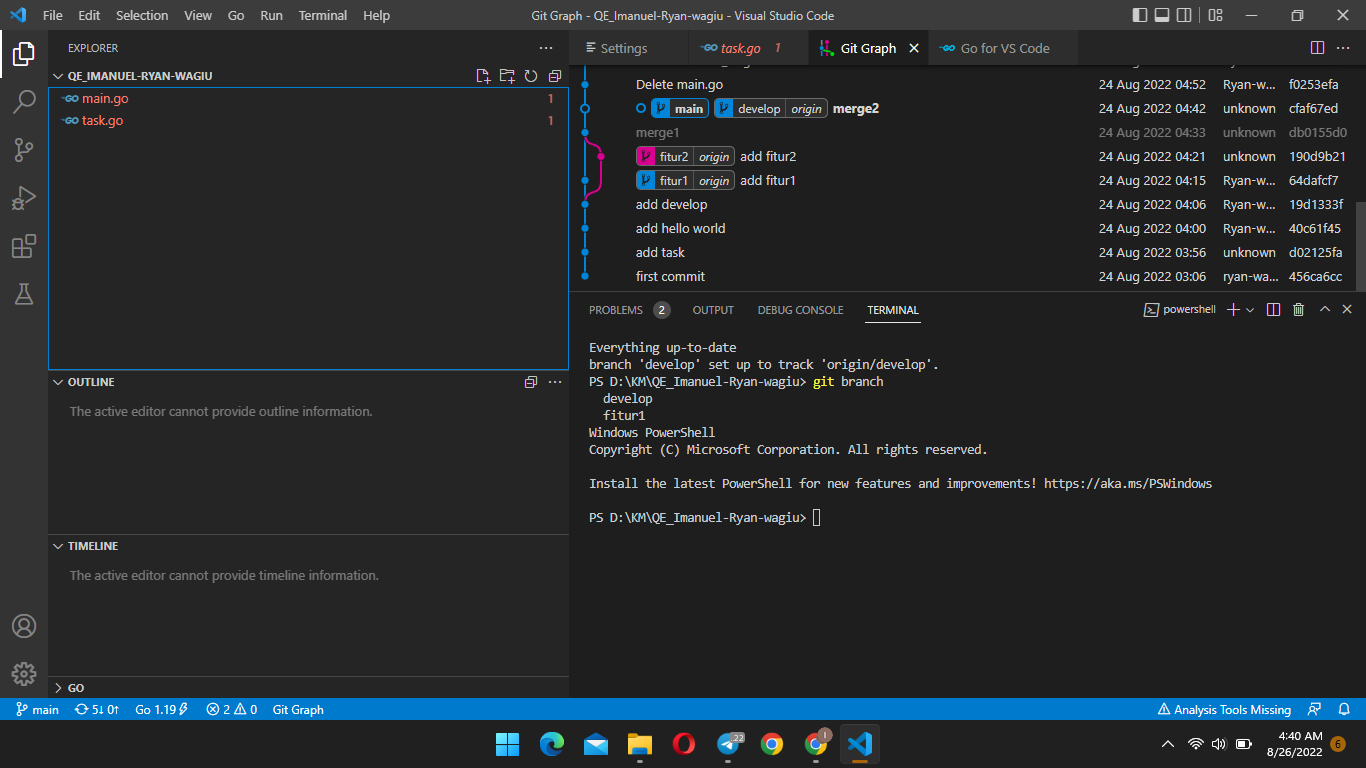 File Edit Selection View Go Run Terminal Help
Git Graph - QE_Imanuel-Ryan-wagiu - Visual Studio Code
EXPLORER
QE_IMANUEL-RYAN-WAGIU
main.go 1
task.go 1
OUTLINE
The active editor cannot provide outline information.
TIMELINE
The active editor cannot provide timeline information.
GO
Settings
task.go 1
Git Graph
Go for VS Code
Delete main.go 24 Aug 2022 04:52 Ryan-w... f0253efa
main develop origin merge2 24 Aug 2022 04:42 unknown cfaf67ed
merge1 24 Aug 2022 04:33 unknown db0155d0
fitur2 origin add fitur2 24 Aug 2022 04:21 unknown 190d9b21
fitur1 origin add fitur1 24 Aug 2022 04:15 Ryan-w... 64dafcf7
add develop 24 Aug 2022 04:06 Ryan-w... 19d1333f
add hello world 24 Aug 2022 04:00 Ryan-w... 40c61f45
add task 24 Aug 2022 03:56 unknown d02125fa
first commit 24 Aug 2022 03:06 ryan-wa... 456ca6cc
PROBLEMS 2 OUTPUT DEBUG CONSOLE TERMINAL
powershell
Everything up-to-date
branch 'develop' set up to track 'origin/develop'.
PS D:\KM\QE_Imanuel-Ryan-wagiu> git branch
develop
fitur1
Windows PowerShell
Copyright (C) Microsoft Corporation. All rights reserved.
Install the latest PowerShell for new features and improvements! https://aka.ms/PSWindows
PS D:\KM\QE_Imanuel-Ryan-wagiu>
main 5↓ 0↑ Go 1.19 2 0 Git Graph
Analysis Tools Missing
.22
I
4:40 AM
8/26/2022
6